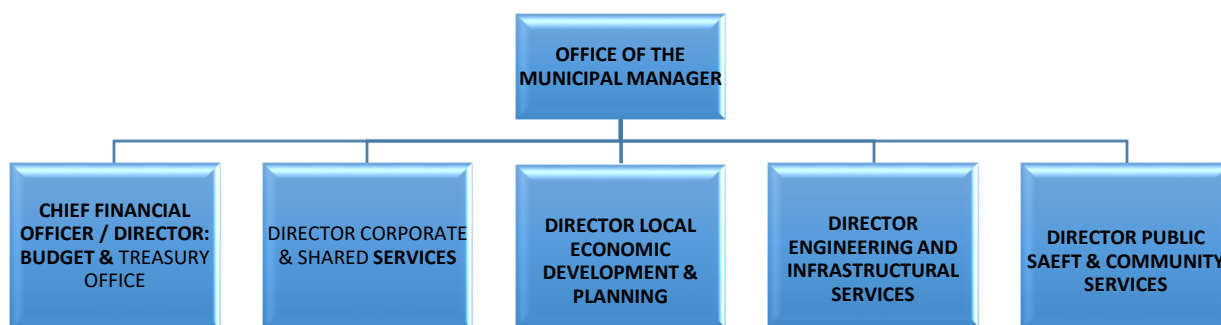 OFFICE OF THE
MUNICIPAL MANAGER
CHIEF FINANCIAL
OFFICER / DIRECTOR:
BUDGET & TREASURY
OFFICE
DIRECTOR CORPORATE
& SHARED SERVICES
DIRECTOR LOCAL
ECONOMIC
DEVELOPMENT &
PLANNING
DIRECTOR
ENGINEERING AND
INFRASTRUCTURAL
SERVICES
DIRECTOR PUBLIC
SAEFT & COMMUNITY
SERVICES